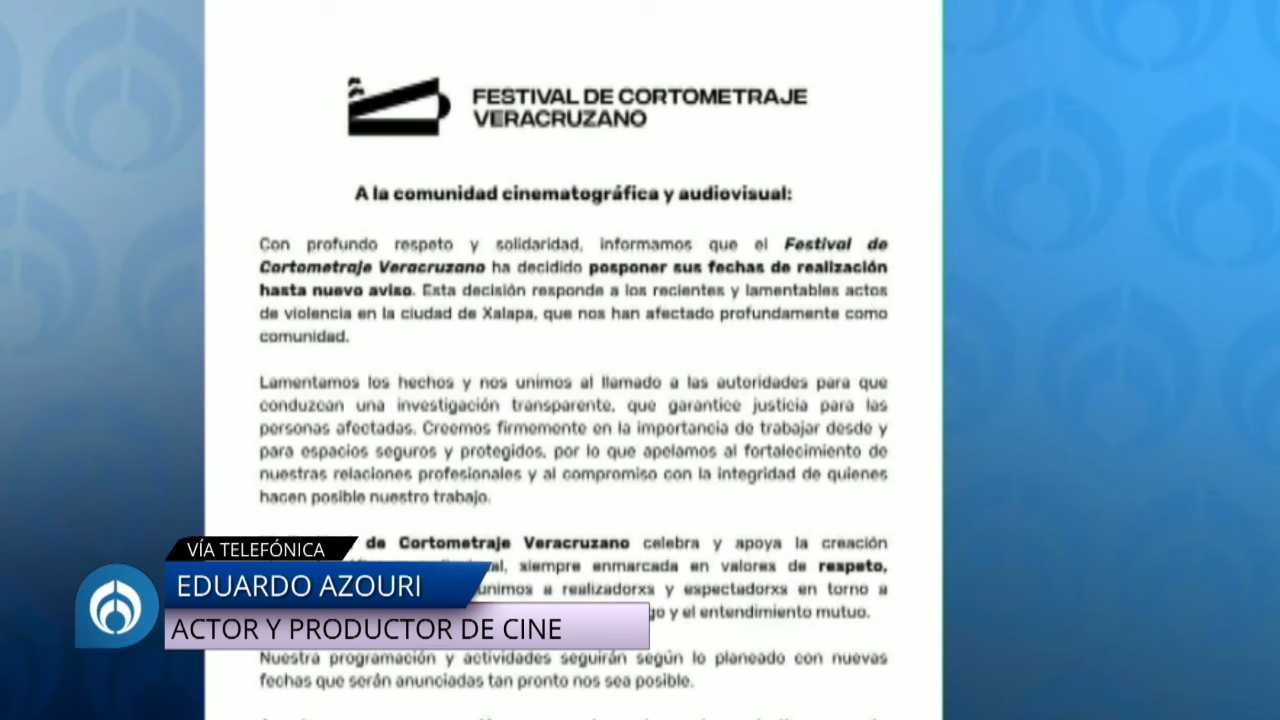 FESTIVAL DE CORTOMETRAJE
VERACRUZANO
A la comunidad cinematográfica y audiovisual:
Con profundo respeto y solidaridad, informamos que el Festival de
Cortometraje Veracruzano ha decidido posponer sus fechas de realización
hasta nuevo aviso. Esta decisión responde a los recientes y lamentables actos
de violencia en la ciudad de Xalapa, que nos han afectado profundamente como
comunidad.
Lamentamos los hechos y nos unimos al llamado a las autoridades para que
conduzcan una investigación transparente, que garantice justicia para las
personas afectadas. Creemos firmemente en la importancia de trabajar desde y
para espacios seguros y protegidos, por lo que apelamos al fortalecimiento de
nuestras relaciones profesionales y al compromiso con la integridad de quienes
hacen posible nuestro trabajo.
de Cortometraje Veracruzano celebra y apoya la creación
siempre enmarcada en valores de respeto,
unimos a realizadorxs y espectadorxs en torno a
y el entendimiento mutuo.
Nuestra programación y actividades seguirán según lo planeado con nuevas
fechas que serán anunciadas tan pronto nos sea posible.
VÍA TELEFÓNICA
EDUARDO AZOURI
ACTOR Y PRODUCTOR DE CINE